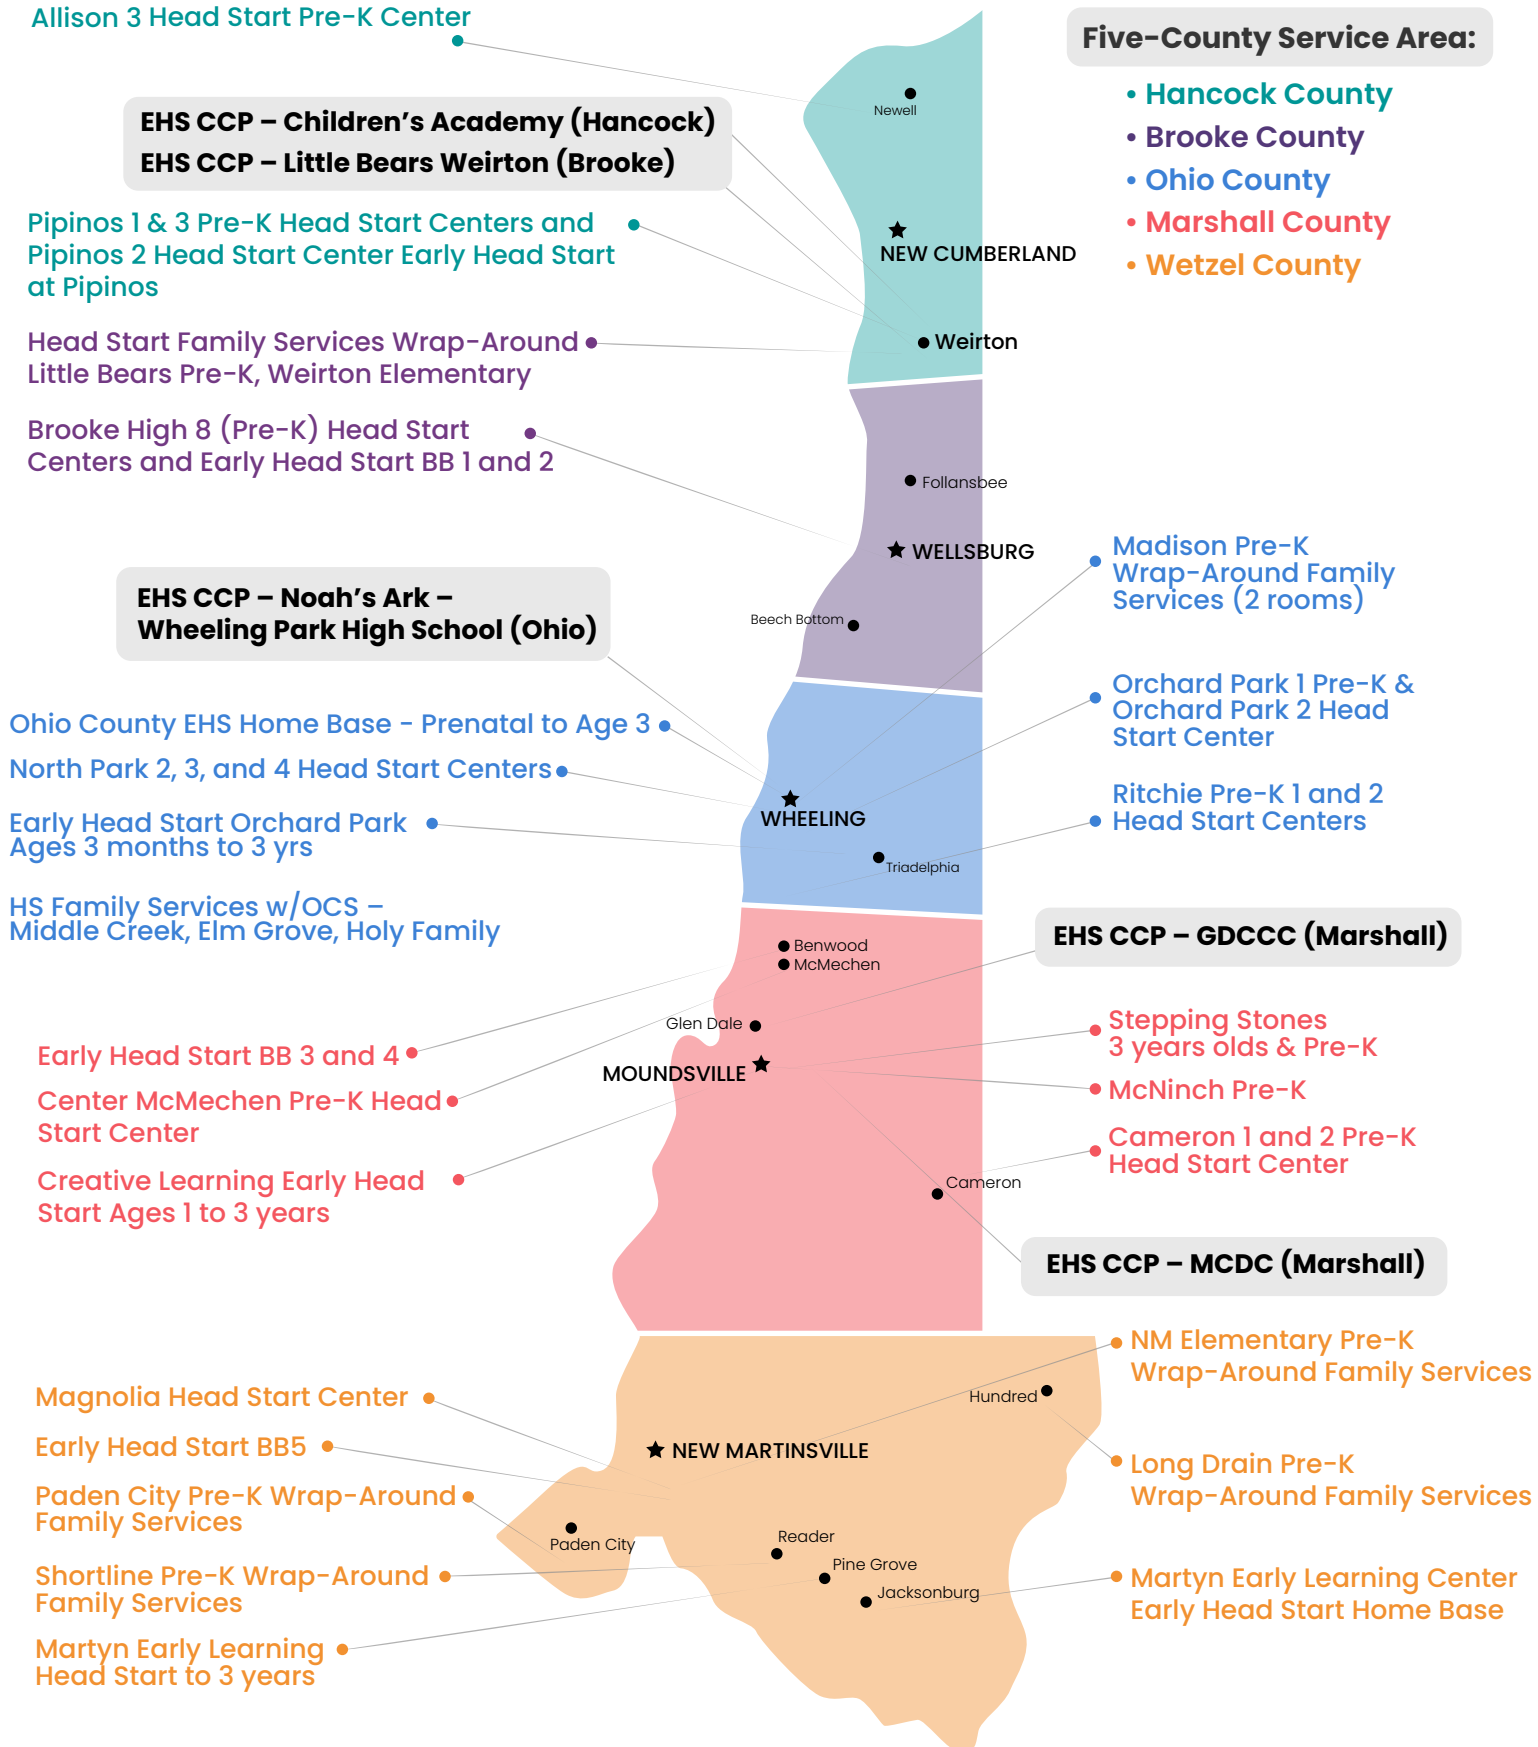 Allison 3 Head Start Pre-K Center
Five-County Service Area:
• Hancock County
• Brooke County
• Ohio County
• Marshall County
• Wetzel County
Newell
EHS CCP – Children’s Academy (Hancock)
EHS CCP – Little Bears Weirton (Brooke)
Pipinos 1 & 3 Pre-K Head Start Centers and
Pipinos 2 Head Start Center Early Head Start
at Pipinos
NEW CUMBERLAND
Head Start Family Services Wrap-Around
Little Bears Pre-K, Weirton Elementary
Weirton
Brooke High 8 (Pre-K) Head Start
Centers and Early Head Start BB 1 and 2
Follansbee
WELLSBURG
Madison Pre-K
Wrap-Around Family
Services (2 rooms)
EHS CCP – Noah’s Ark –
Wheeling Park High School (Ohio)
Beech Bottom
Orchard Park 1 Pre-K &
Orchard Park 2 Head
Start Center
Ohio County EHS Home Base - Prenatal to Age 3
North Park 2, 3, and 4 Head Start Centers
Early Head Start Orchard Park
Ages 3 months to 3 yrs
WHEELING
Ritchie Pre-K 1 and 2
Head Start Centers
Triadelphia
HS Family Services w/OCS –
Middle Creek, Elm Grove, Holy Family
Benwood
McMechen
EHS CCP – GDCCC (Marshall)
Glen Dale
MOUNDSVILLE
Early Head Start BB 3 and 4
Center McMechen Pre-K Head
Start Center
Creative Learning Early Head
Start Ages 1 to 3 years
Stepping Stones
3 years olds & Pre-K
McNinch Pre-K
Cameron 1 and 2 Pre-K
Head Start Center
Cameron
EHS CCP – MCDC (Marshall)
NM Elementary Pre-K
Wrap-Around Family Services
Hundred
Magnolia Head Start Center
Early Head Start BB5
NEW MARTINSVILLE
Long Drain Pre-K
Wrap-Around Family Services
Paden City Pre-K Wrap-Around
Family Services
Paden City
Reader
Pine Grove
Jacksonburg
Shortline Pre-K Wrap-Around
Family Services
Martyn Early Learning Center
Early Head Start Home Base
Martyn Early Learning
Head Start to 3 years